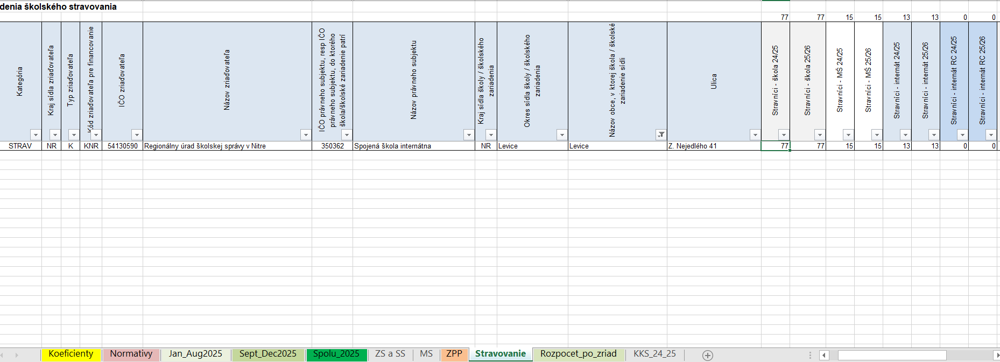 denia školského stravovania
77 77 15 15 13 13 0 0
Kategória
Kraj sídla zriaďovateľa
Typ zriaďovateľa
Kód zriaďovateľa pre financovanie
IČO zriaďovateľa
Názov zriaďovateľa
IČO právneho subjektu, resp IČO
právneho subjektu, do ktorého
škola/školské zariadenie patrí
Názov právneho subjektu
Kraj sídla školy / školského
zariadenia
Okres sídla školy / školského
zariadenia
Názov obce, v ktorej škola / školské
zariadenie sídli
Ulica
Stravníci - škola 24/25
Stravníci - škola 25/26
Stravníci - MŠ 24/25
Stravníci - MŠ 25/26
Stravníci - internát 24/25
Stravníci - internát 25/26
Stravníci - internát RC 24/25
Stravníci - internát RC 25/26
STRAV NR K KNR 54130590 Regionálny úrad školskej správy v Nitre 350362 Spojená škola internátna NR Levice Levice Z. Nejedlého 41 77 77 15 15 13 13 0 0
Koeficienty Normativy Jan_Aug2025 Sept_Dec2025 Spolu_2025 ZS a SS MS ZPP Stravovanie Rozpocet_po_zriad KKS_24_25